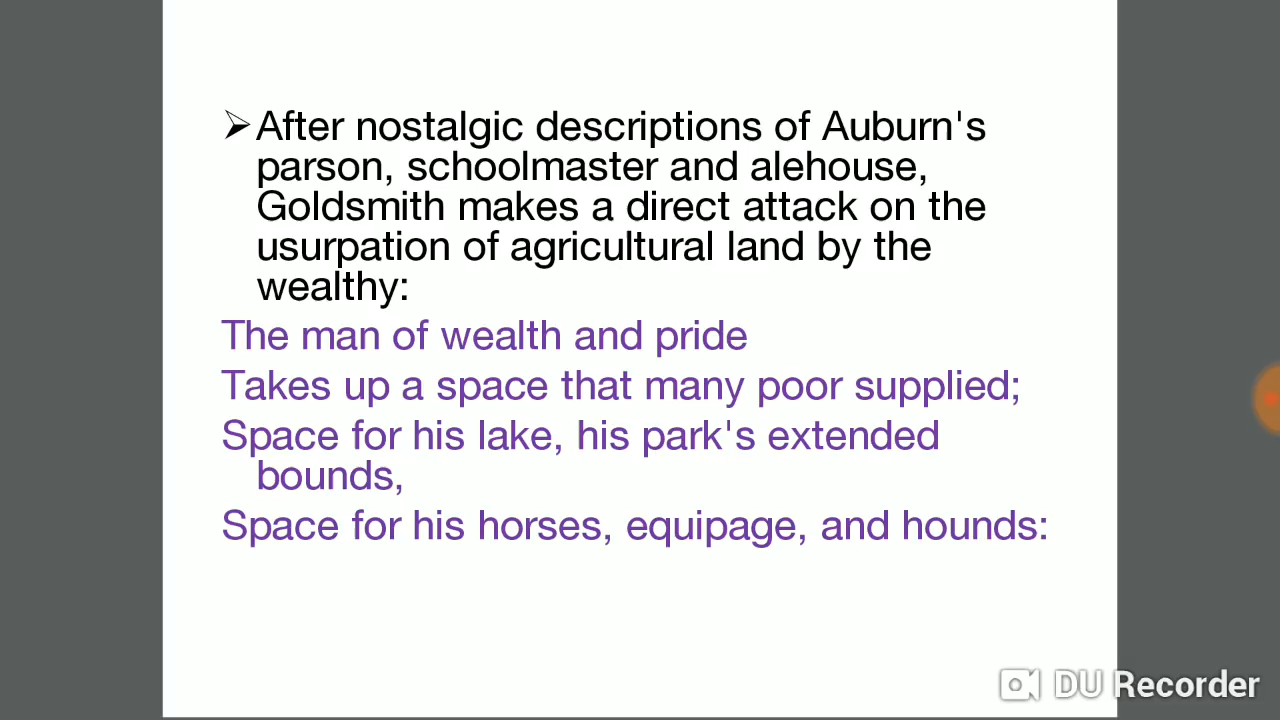 ➢After nostalgic descriptions of Auburn's
parson, schoolmaster and alehouse,
Goldsmith makes a direct attack on the
usurpation of agricultural land by the
wealthy:
The man of wealth and pride
Takes up a space that many poor supplied;
Space for his lake, his park's extended
bounds,
Space for his horses, equipage, and hounds:
DU Recorder